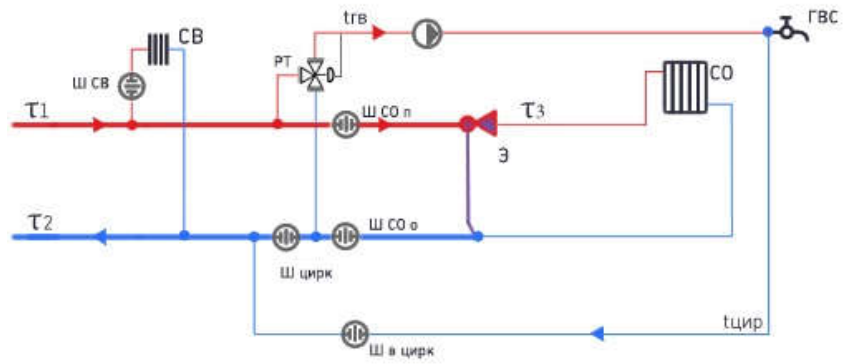 tгв
ГВС
СВ
РТ
СО
Ш СВ
τ1
Ш СО п
τ3
Э
τ2
Ш СО о
Ш цирк
tцир
Ш в цирк